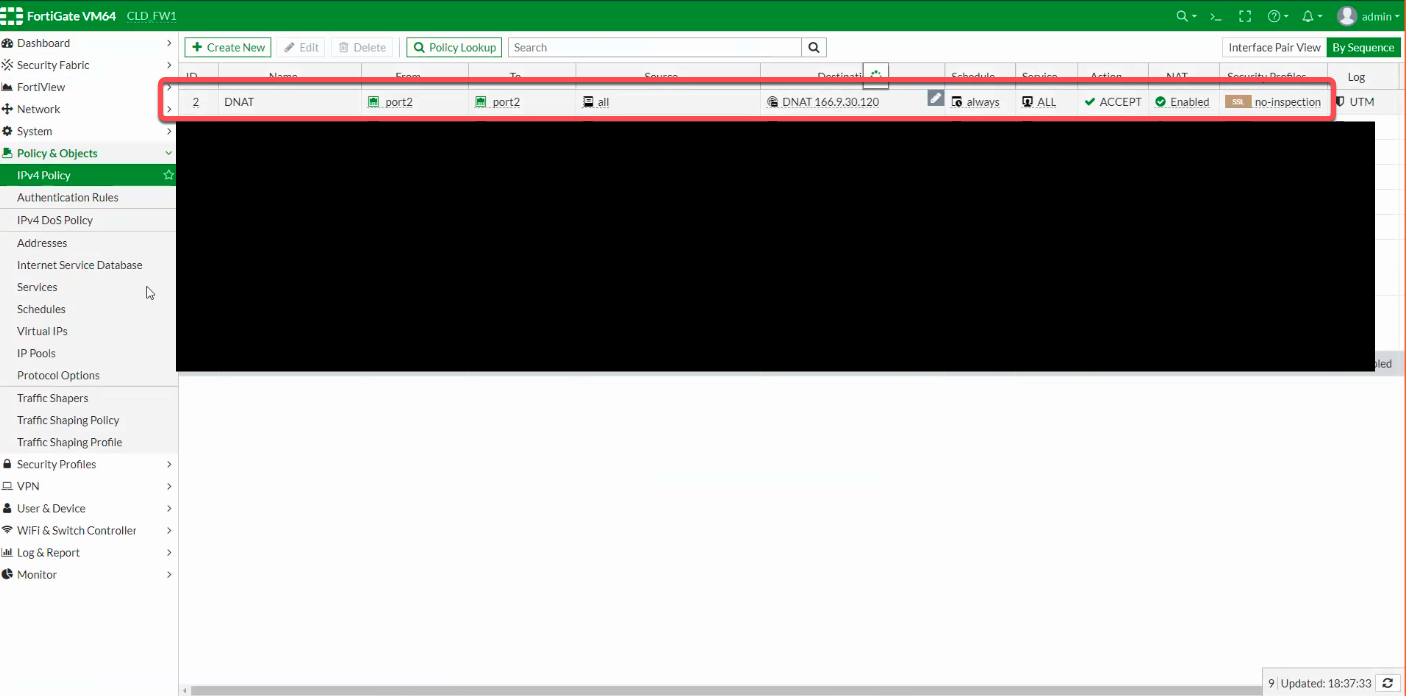 FortiGate VM64 CLD_FW1 admin
Dashboard
Security Fabric
FortiView
Network
System
Policy & Objects
IPv4 Policy
Authentication Rules
IPv4 DoS Policy
Addresses
Internet Service Database
Services
Schedules
Virtual IPs
IP Pools
Protocol Options
Traffic Shapers
Traffic Shaping Policy
Traffic Shaping Profile
Security Profiles
VPN
User & Device
WiFi & Switch Controller
Log & Report
Monitor
+ Create New Edit Delete Policy Lookup Search Interface Pair View By Sequence
ID Name From To Source Destinati Schedule Service Action NAT Security Profiles Log
2 DNAT port2 port2 all DNAT 166.9.30.120 always ALL ACCEPT Enabled SSL no-inspection UTM
9 Updated: 18:37:33